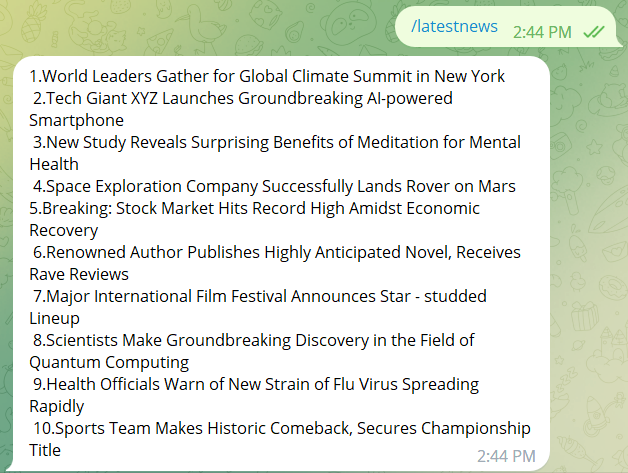 /latestnews 2:44 PM
1.World Leaders Gather for Global Climate Summit in New York
2.Tech Giant XYZ Launches Groundbreaking AI-powered
Smartphone
3.New Study Reveals Surprising Benefits of Meditation for Mental
Health
4.Space Exploration Company Successfully Lands Rover on Mars
5.Breaking: Stock Market Hits Record High Amidst Economic
Recovery
6.Renowned Author Publishes Highly Anticipated Novel, Receives
Rave Reviews
7.Major International Film Festival Announces Star - studded
Lineup
8.Scientists Make Groundbreaking Discovery in the Field of
Quantum Computing
9.Health Officials Warn of New Strain of Flu Virus Spreading
Rapidly
10.Sports Team Makes Historic Comeback, Secures Championship
Title 2:44 PM